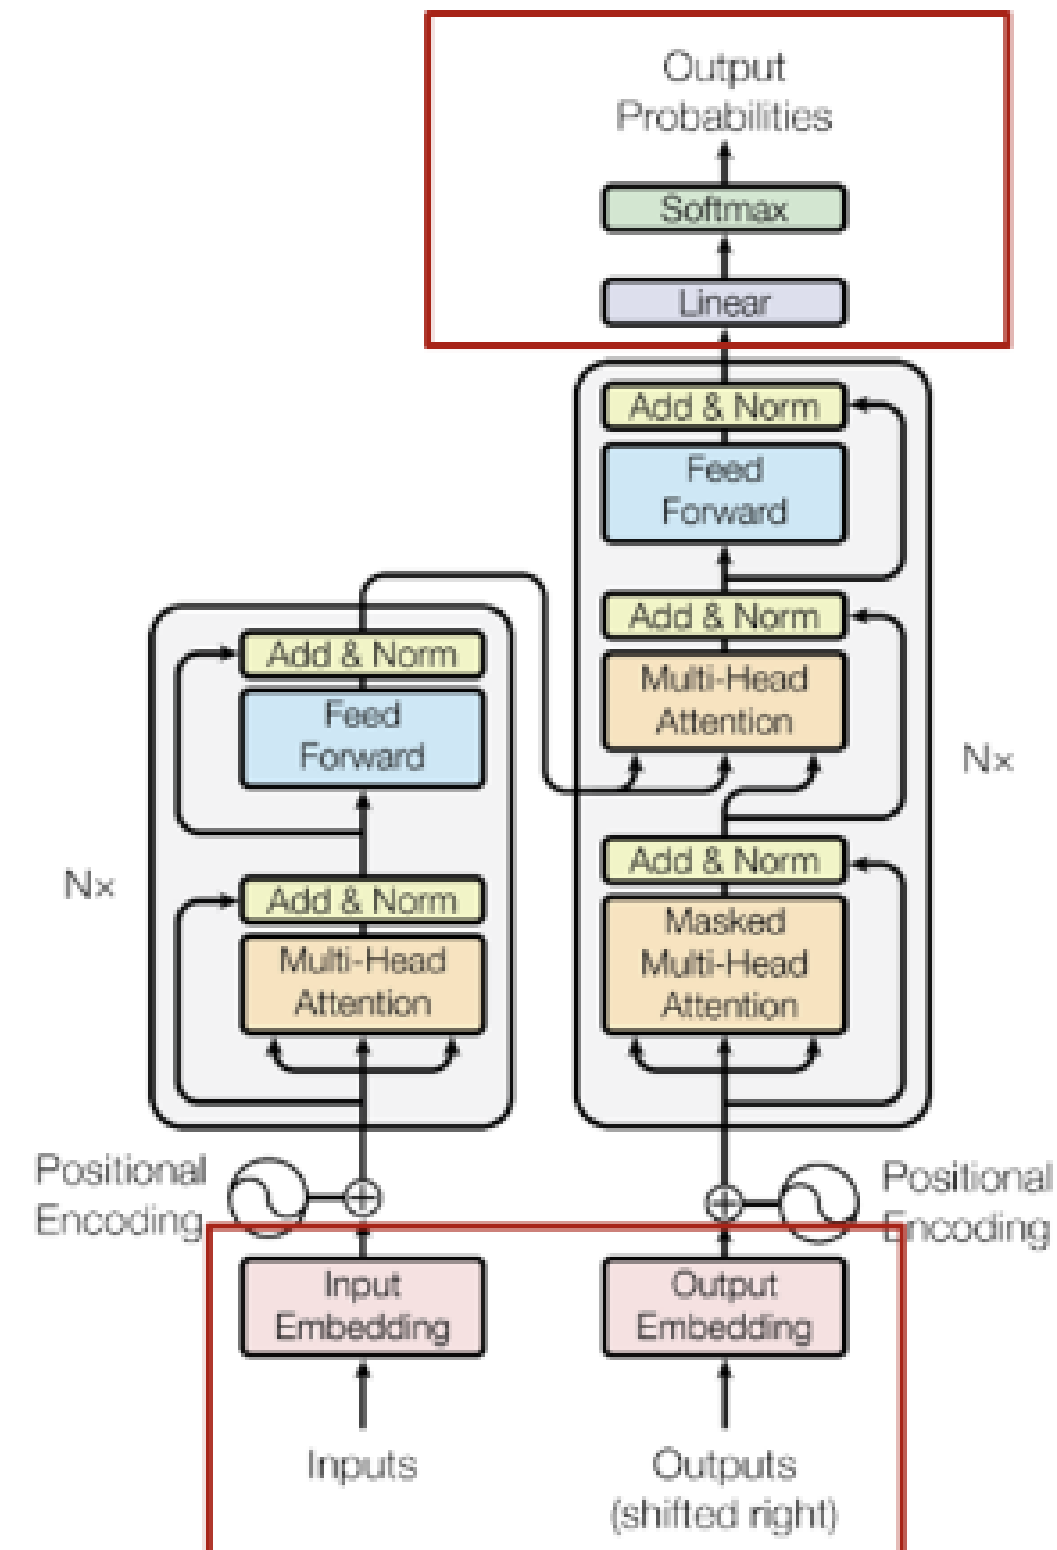 Output
Probabilities
Softmax
Linear
Add & Norm
Feed
Forward
Add & Norm
Multi-Head
Attention
Nx
Add & Norm
Masked
Multi-Head
Attention
Add & Norm
Feed
Forward
Nx
Add & Norm
Multi-Head
Attention
Positional
Encoding
Positional
Encoding
Input
Embedding
Output
Embedding
Inputs
Outputs
(shifted right)